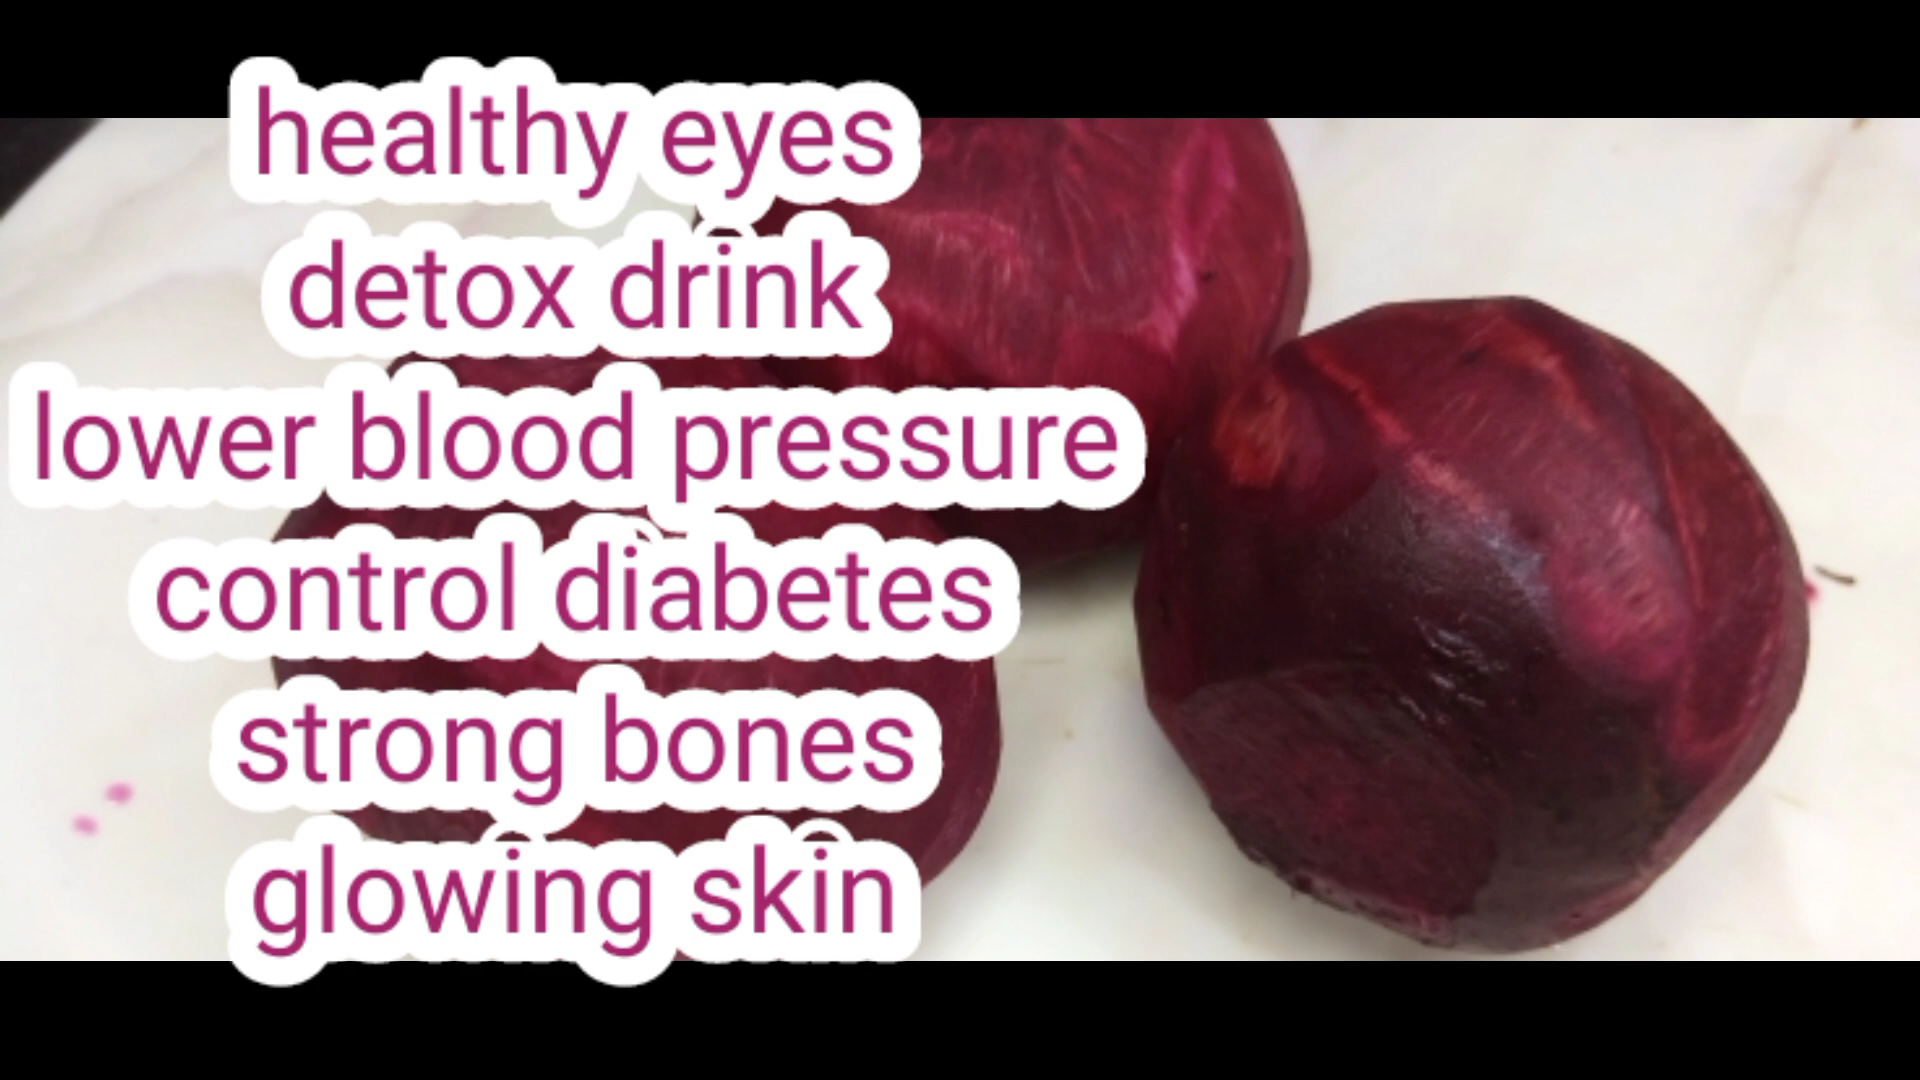 healthy eyes
detox drink
lower blood pressure
control diabetes
strong bones
glowing skin